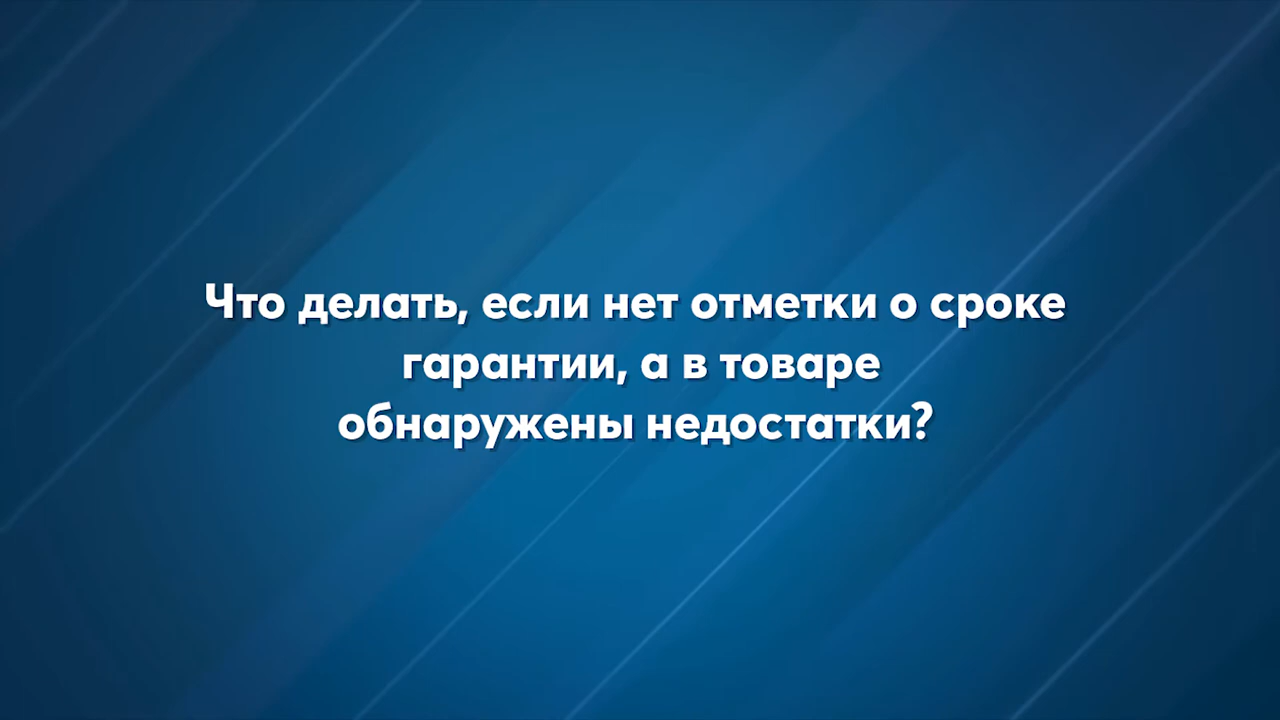 Что делать, если нет отметки о сроке
гарантии, а в товаре
обнаружены недостатки?